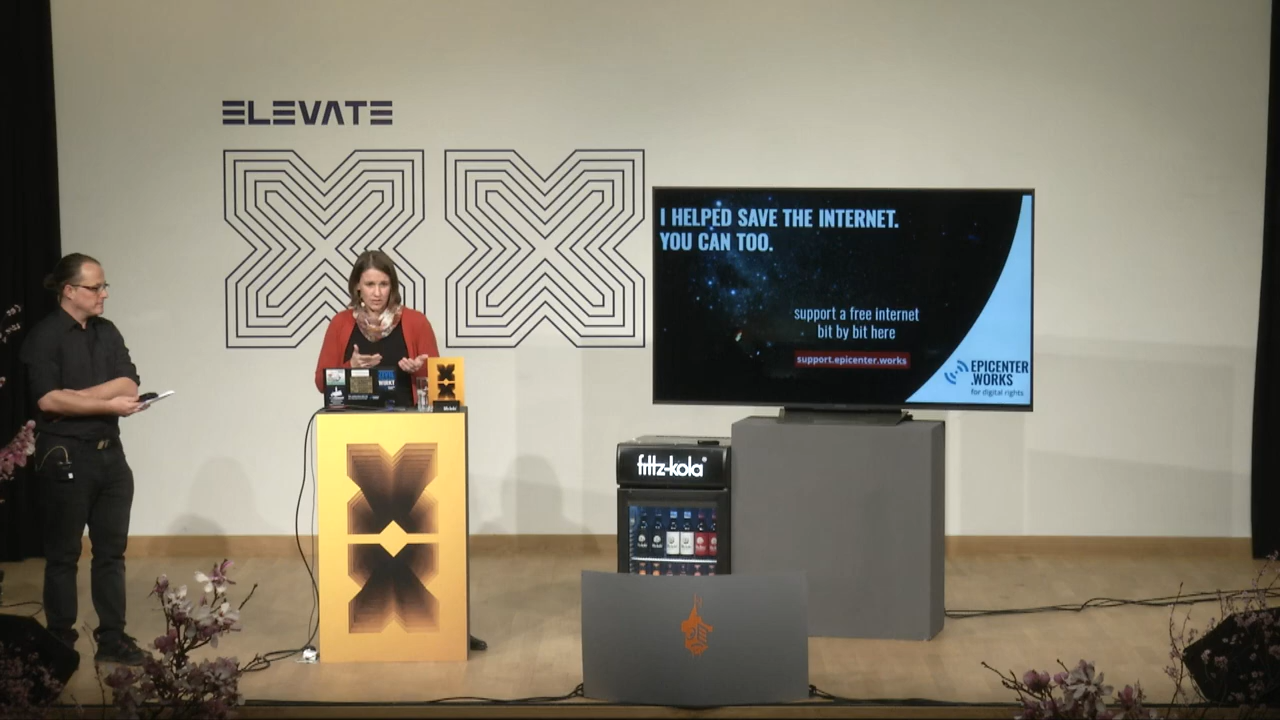 ELEVATE
I HELPED SAVE THE INTERNET.
YOU CAN TOO.
support a free internet
bit by bit here
support.epicenter.works
EPICENTER
.WORKS
for digital rights
fritz-kola
WIRKT